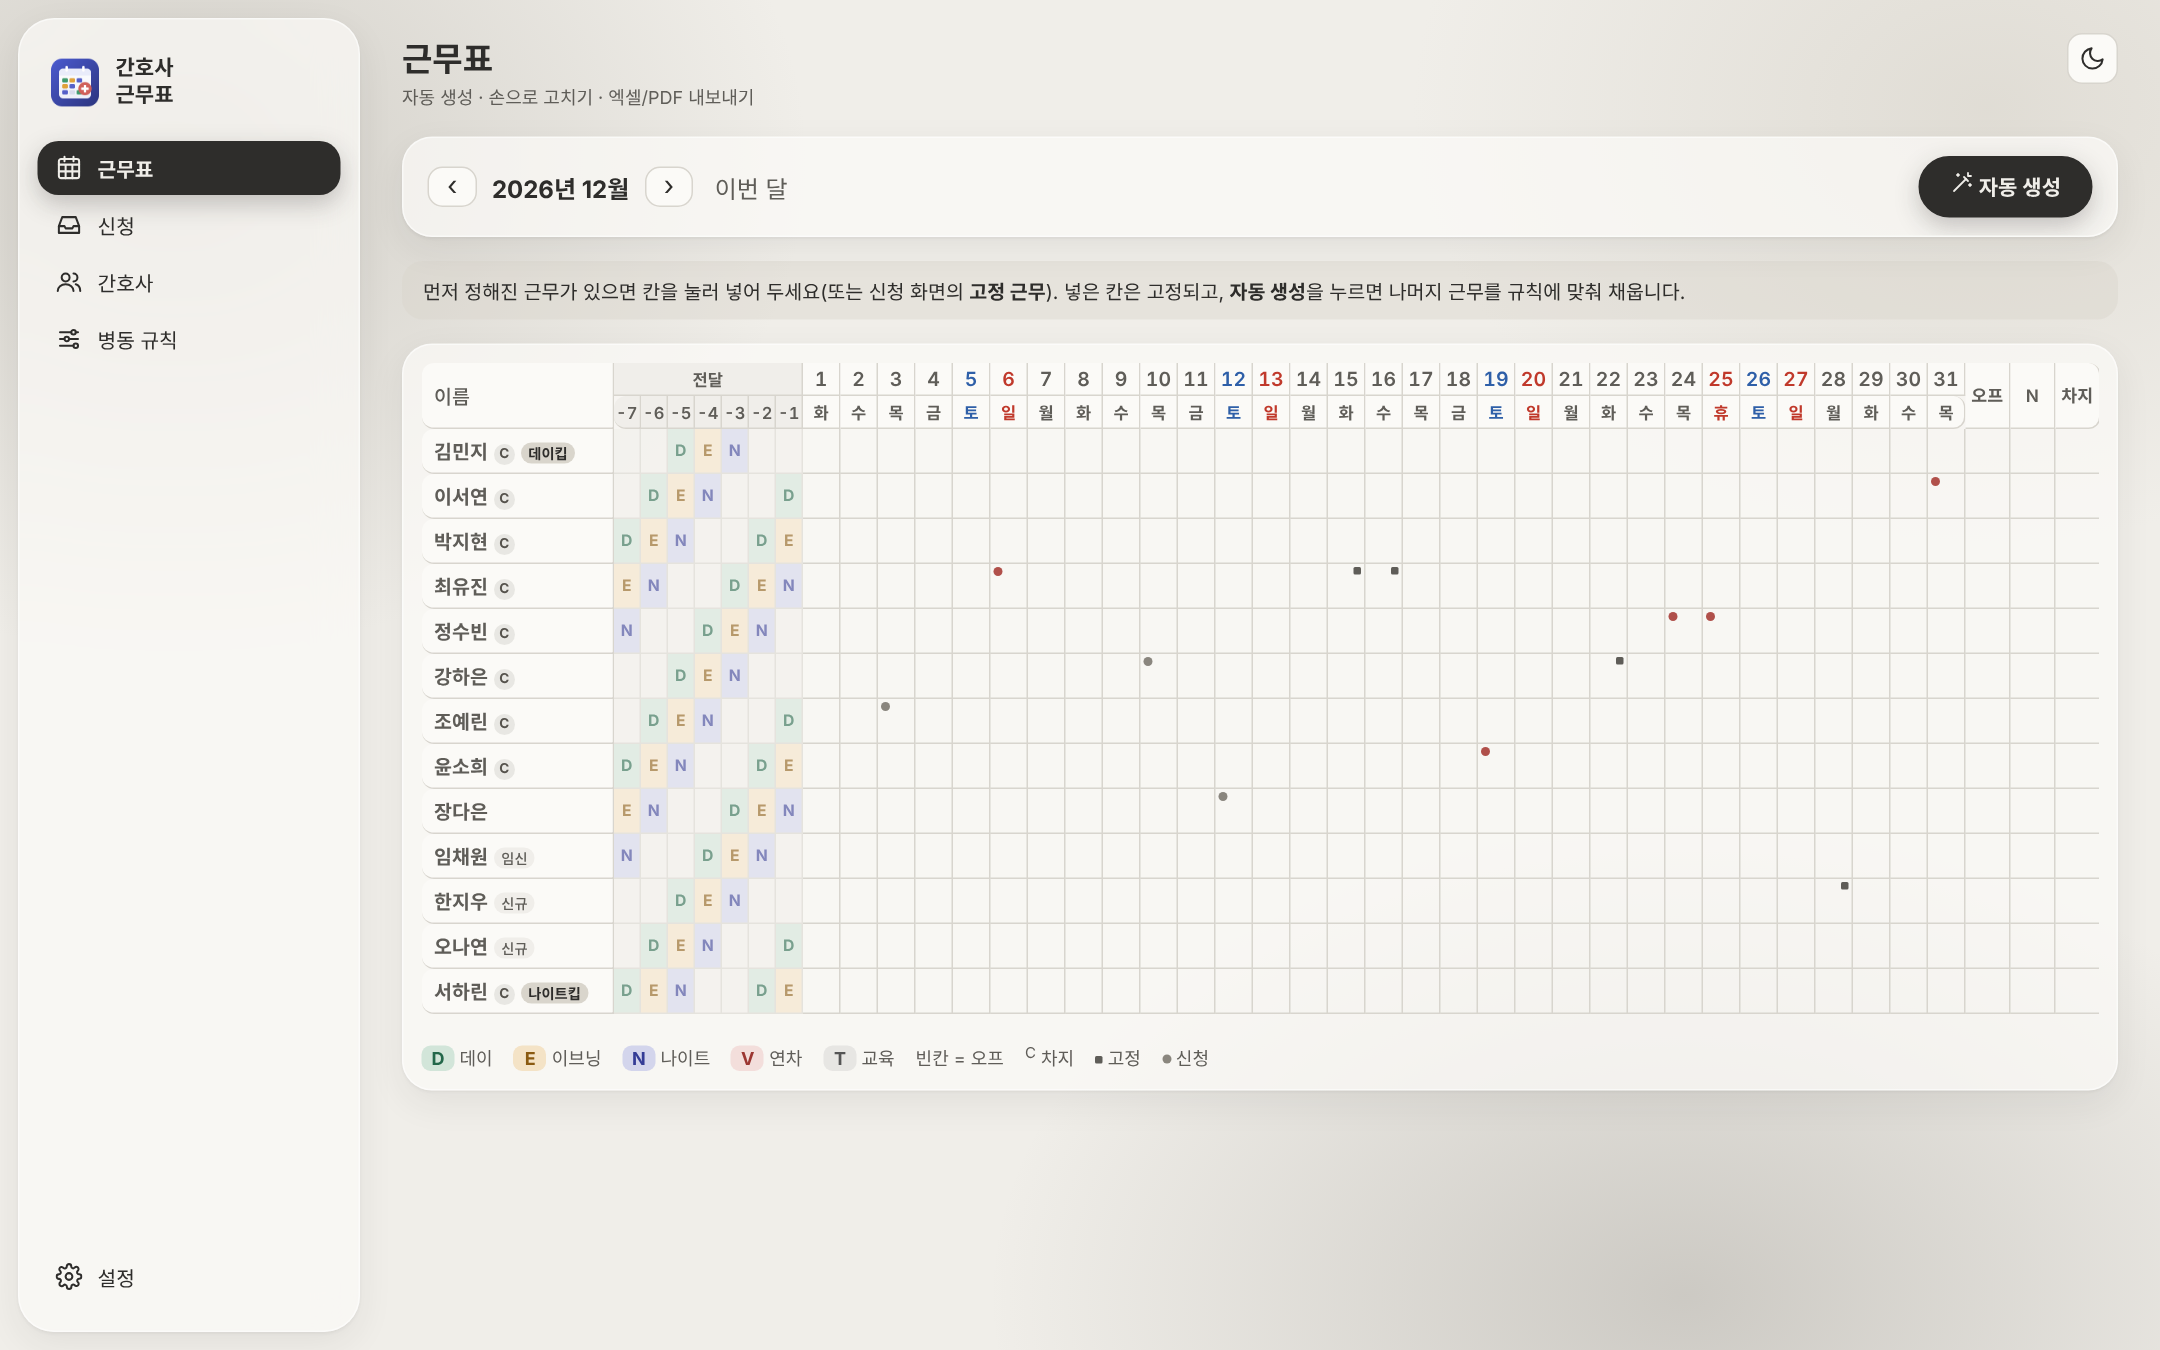 간호사
근무표
근무표
신청
간호사
병동 규칙
설정
근무표
자동 생성 · 손으로 고치기 · 엑셀/PDF 내보내기
2026년 12월 이번 달
자동 생성
먼저 정해진 근무가 있으면 칸을 눌러 넣어 두세요(또는 신청 화면의 고정 근무). 넣은 칸은 고정되고, 자동 생성을 누르면 나머지 근무를 규칙에 맞춰 채웁니다.
이름 전달 1 2 3 4 5 6 7 8 9 10 11 12 13 14 15 16 17 18 19 20 21 22 23 24 25 26 27 28 29 30 31 오프 N 차지
-7 -6 -5 -4 -3 -2 -1 화 수 목 금 토 일 월 화 수 목 금 토 일 월 화 수 목 금 토 일 월 화 수 목 휴 토 일 월 화 수 목
김민지 C 데이킵 D E N
이서연 C D E N D
박지현 C D E N D E
최유진 C E N D E N
정수빈 C N D E N
강하은 C D E N
조예린 C D E N D
윤소희 C D E N D E
장다은 E N D E N
임채원 임신 N D E N
한지우 신규 D E N
오나연 신규 D E N D
서하린 C 나이트킵 D E N D E
D 데이 E 이브닝 N 나이트 V 연차 T 교육 빈칸 = 오프 C 차지 고정 신청